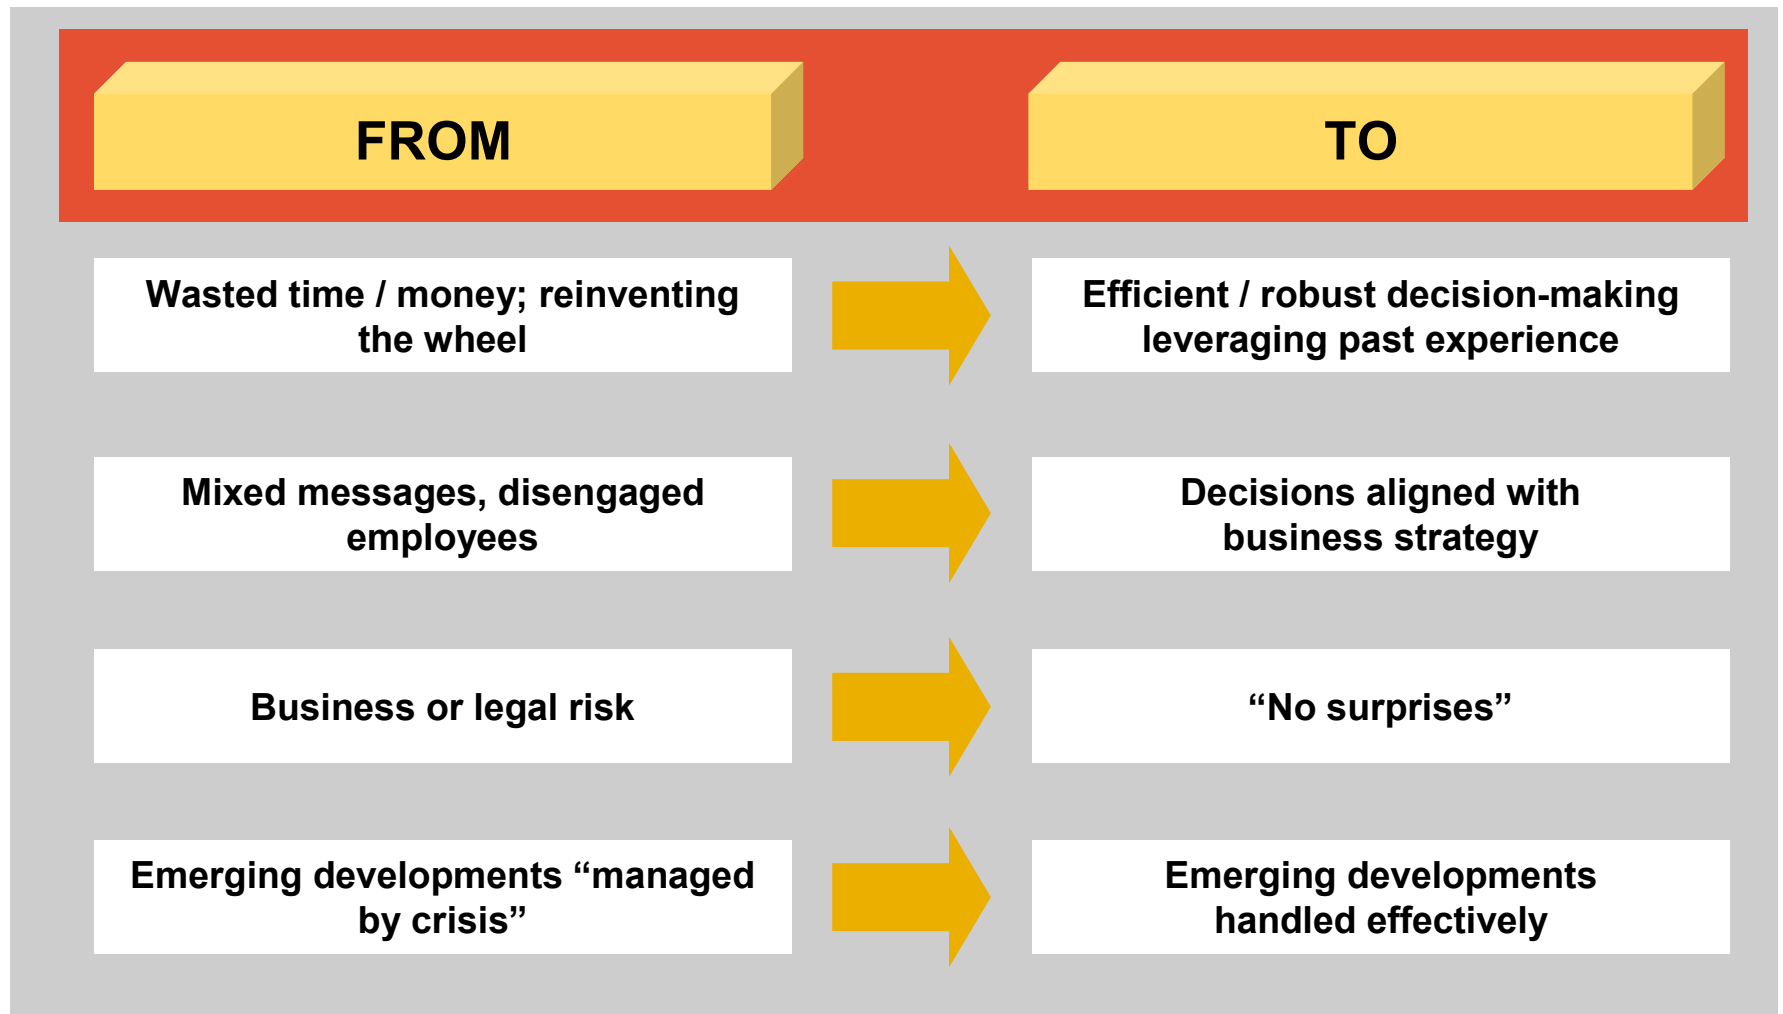 FROM
TO
Wasted time / money; reinventing
the wheel
Efficient / robust decision-making
leveraging past experience
Mixed messages, disengaged
employees
Decisions aligned with
business strategy
Business or legal risk
“No surprises”
Emerging developments “managed
by crisis”
Emerging developments
handled effectively